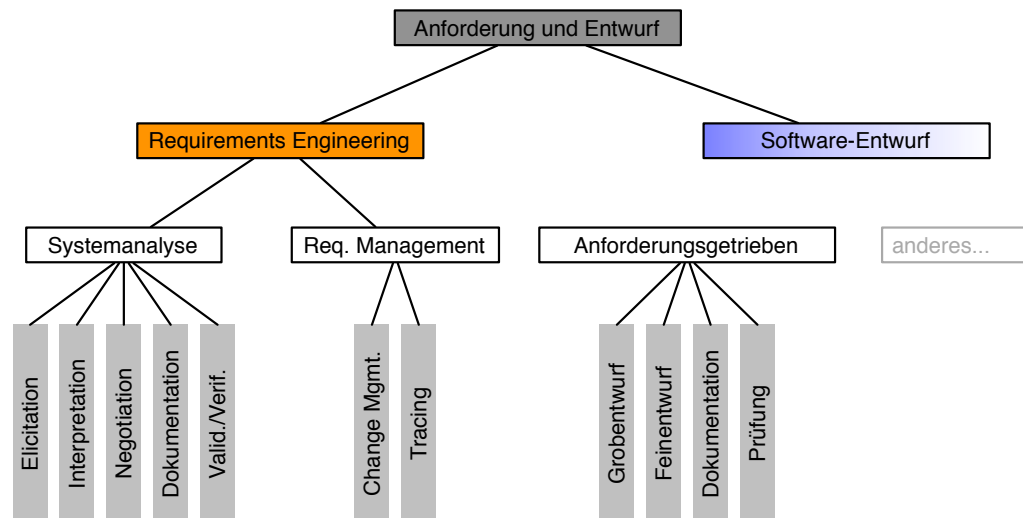 Anforderung und Entwurf
Requirements Engineering
Software-Entwurf
Systemanalyse
Req. Management
Anforderungsgetrieben
anderes...
Elicitation
Interpretation
Negotiation
Dokumentation
Valid./Verif.
Change Mgmt.
Tracing
Grobentwurf
Feinentwurf
Dokumentation
Prüfung